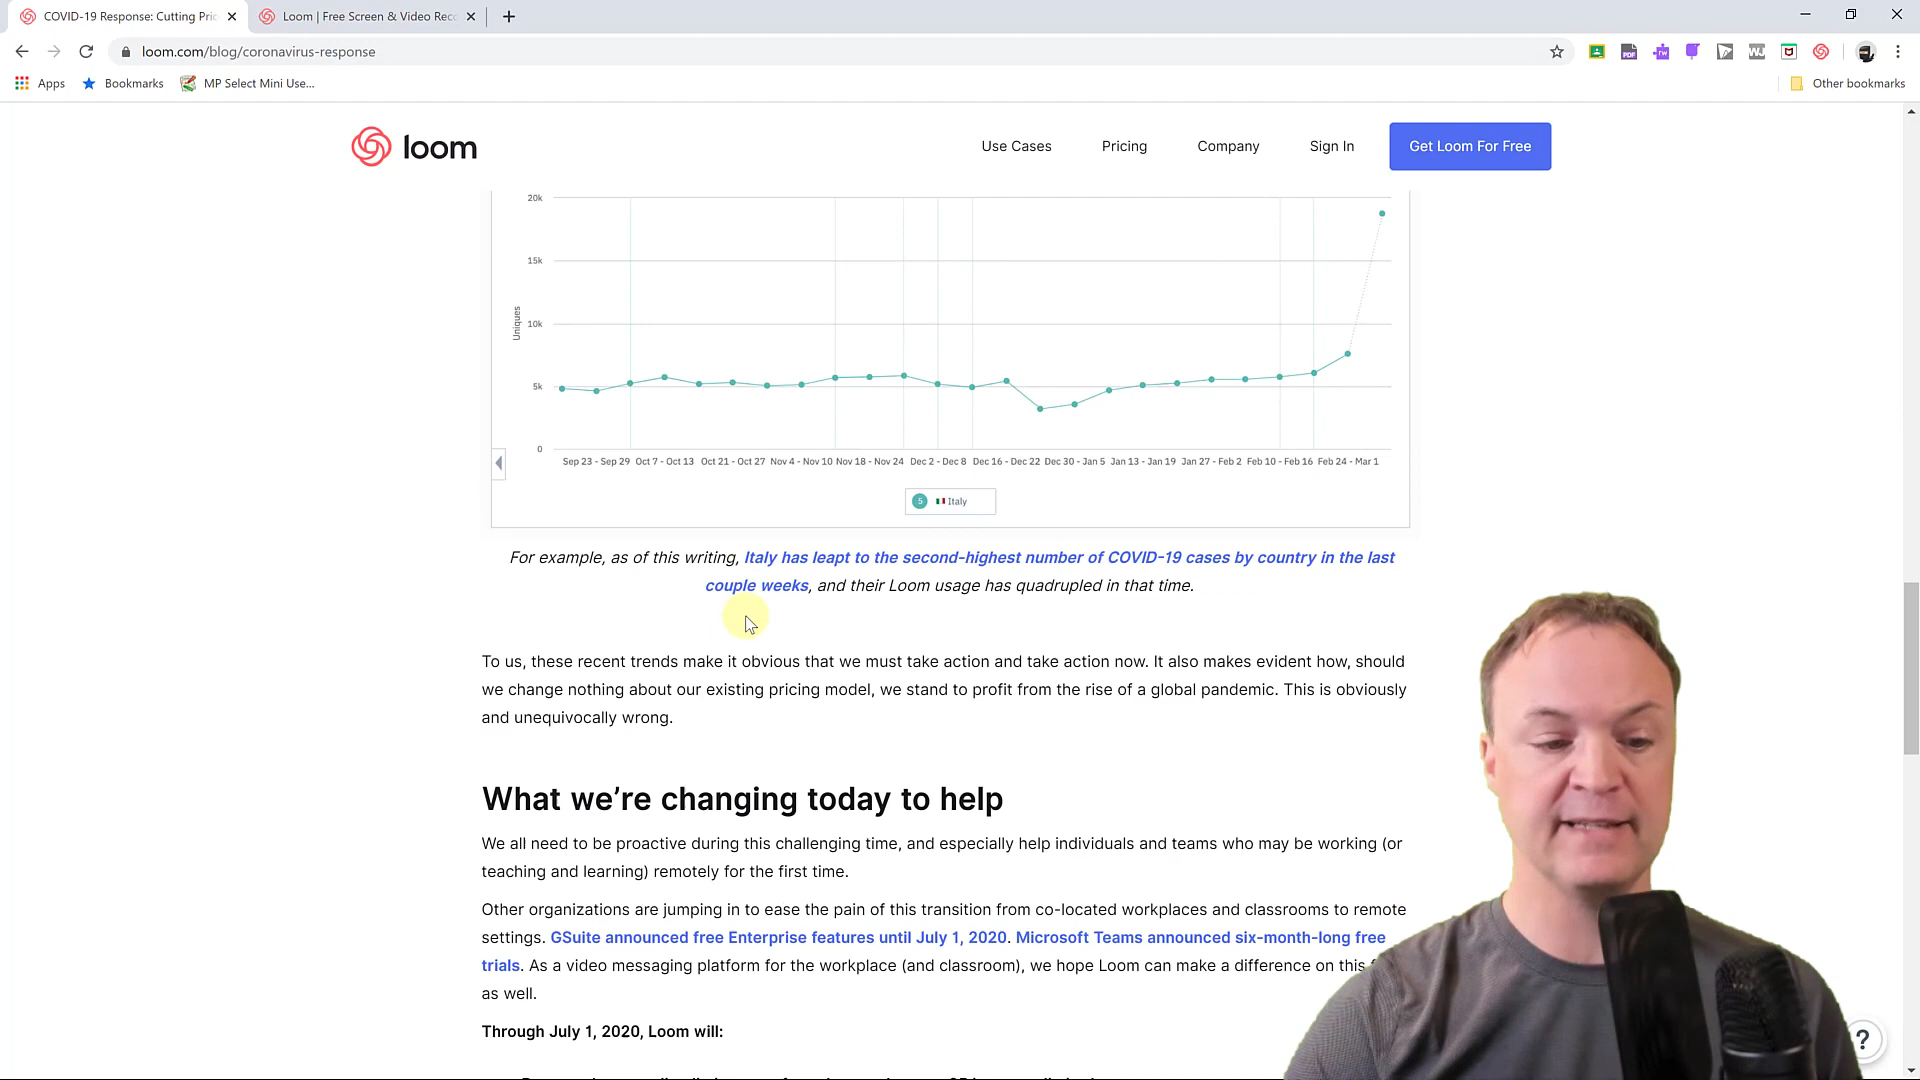 COVID-19 Response: Cutting Pric
Loom | Free Screen & Video Reco
loom.com/blog/coronavirus-response
Apps
Bookmarks
MP Select Mini Use...
Other bookmarks
loom
Use Cases
Pricing
Company
Sign In
Get Loom For Free
20k
15k
10k
5k
0
Uniques
Sep 23 - Sep 29 Oct 7 - Oct 13 Oct 21 - Oct 27 Nov 4 - Nov 10 Nov 18 - Nov 24 Dec 2 - Dec 8 Dec 16 - Dec 22 Dec 30 - Jan 5 Jan 13 - Jan 19 Jan 27 - Feb 2 Feb 10 - Feb 16 Feb 24 - Mar 1
5 Italy
For example, as of this writing, Italy has leapt to the second-highest number of COVID-19 cases by country in the last
couple weeks, and their Loom usage has quadrupled in that time.
To us, these recent trends make it obvious that we must take action and take action now. It also makes evident how, should
we change nothing about our existing pricing model, we stand to profit from the rise of a global pandemic. This is obviously
and unequivocally wrong.
What we're changing today to help
We all need to be proactive during this challenging time, and especially help individuals and teams who may be working (or
teaching and learning) remotely for the first time.
Other organizations are jumping in to ease the pain of this transition from co-located workplaces and classrooms to remote
settings. GSuite announced free Enterprise features until July 1, 2020. Microsoft Teams announced six-month-long free
trials. As a video messaging platform for the workplace (and classroom), we hope Loom can make a difference on this
as well.
Through July 1, 2020, Loom will:
?